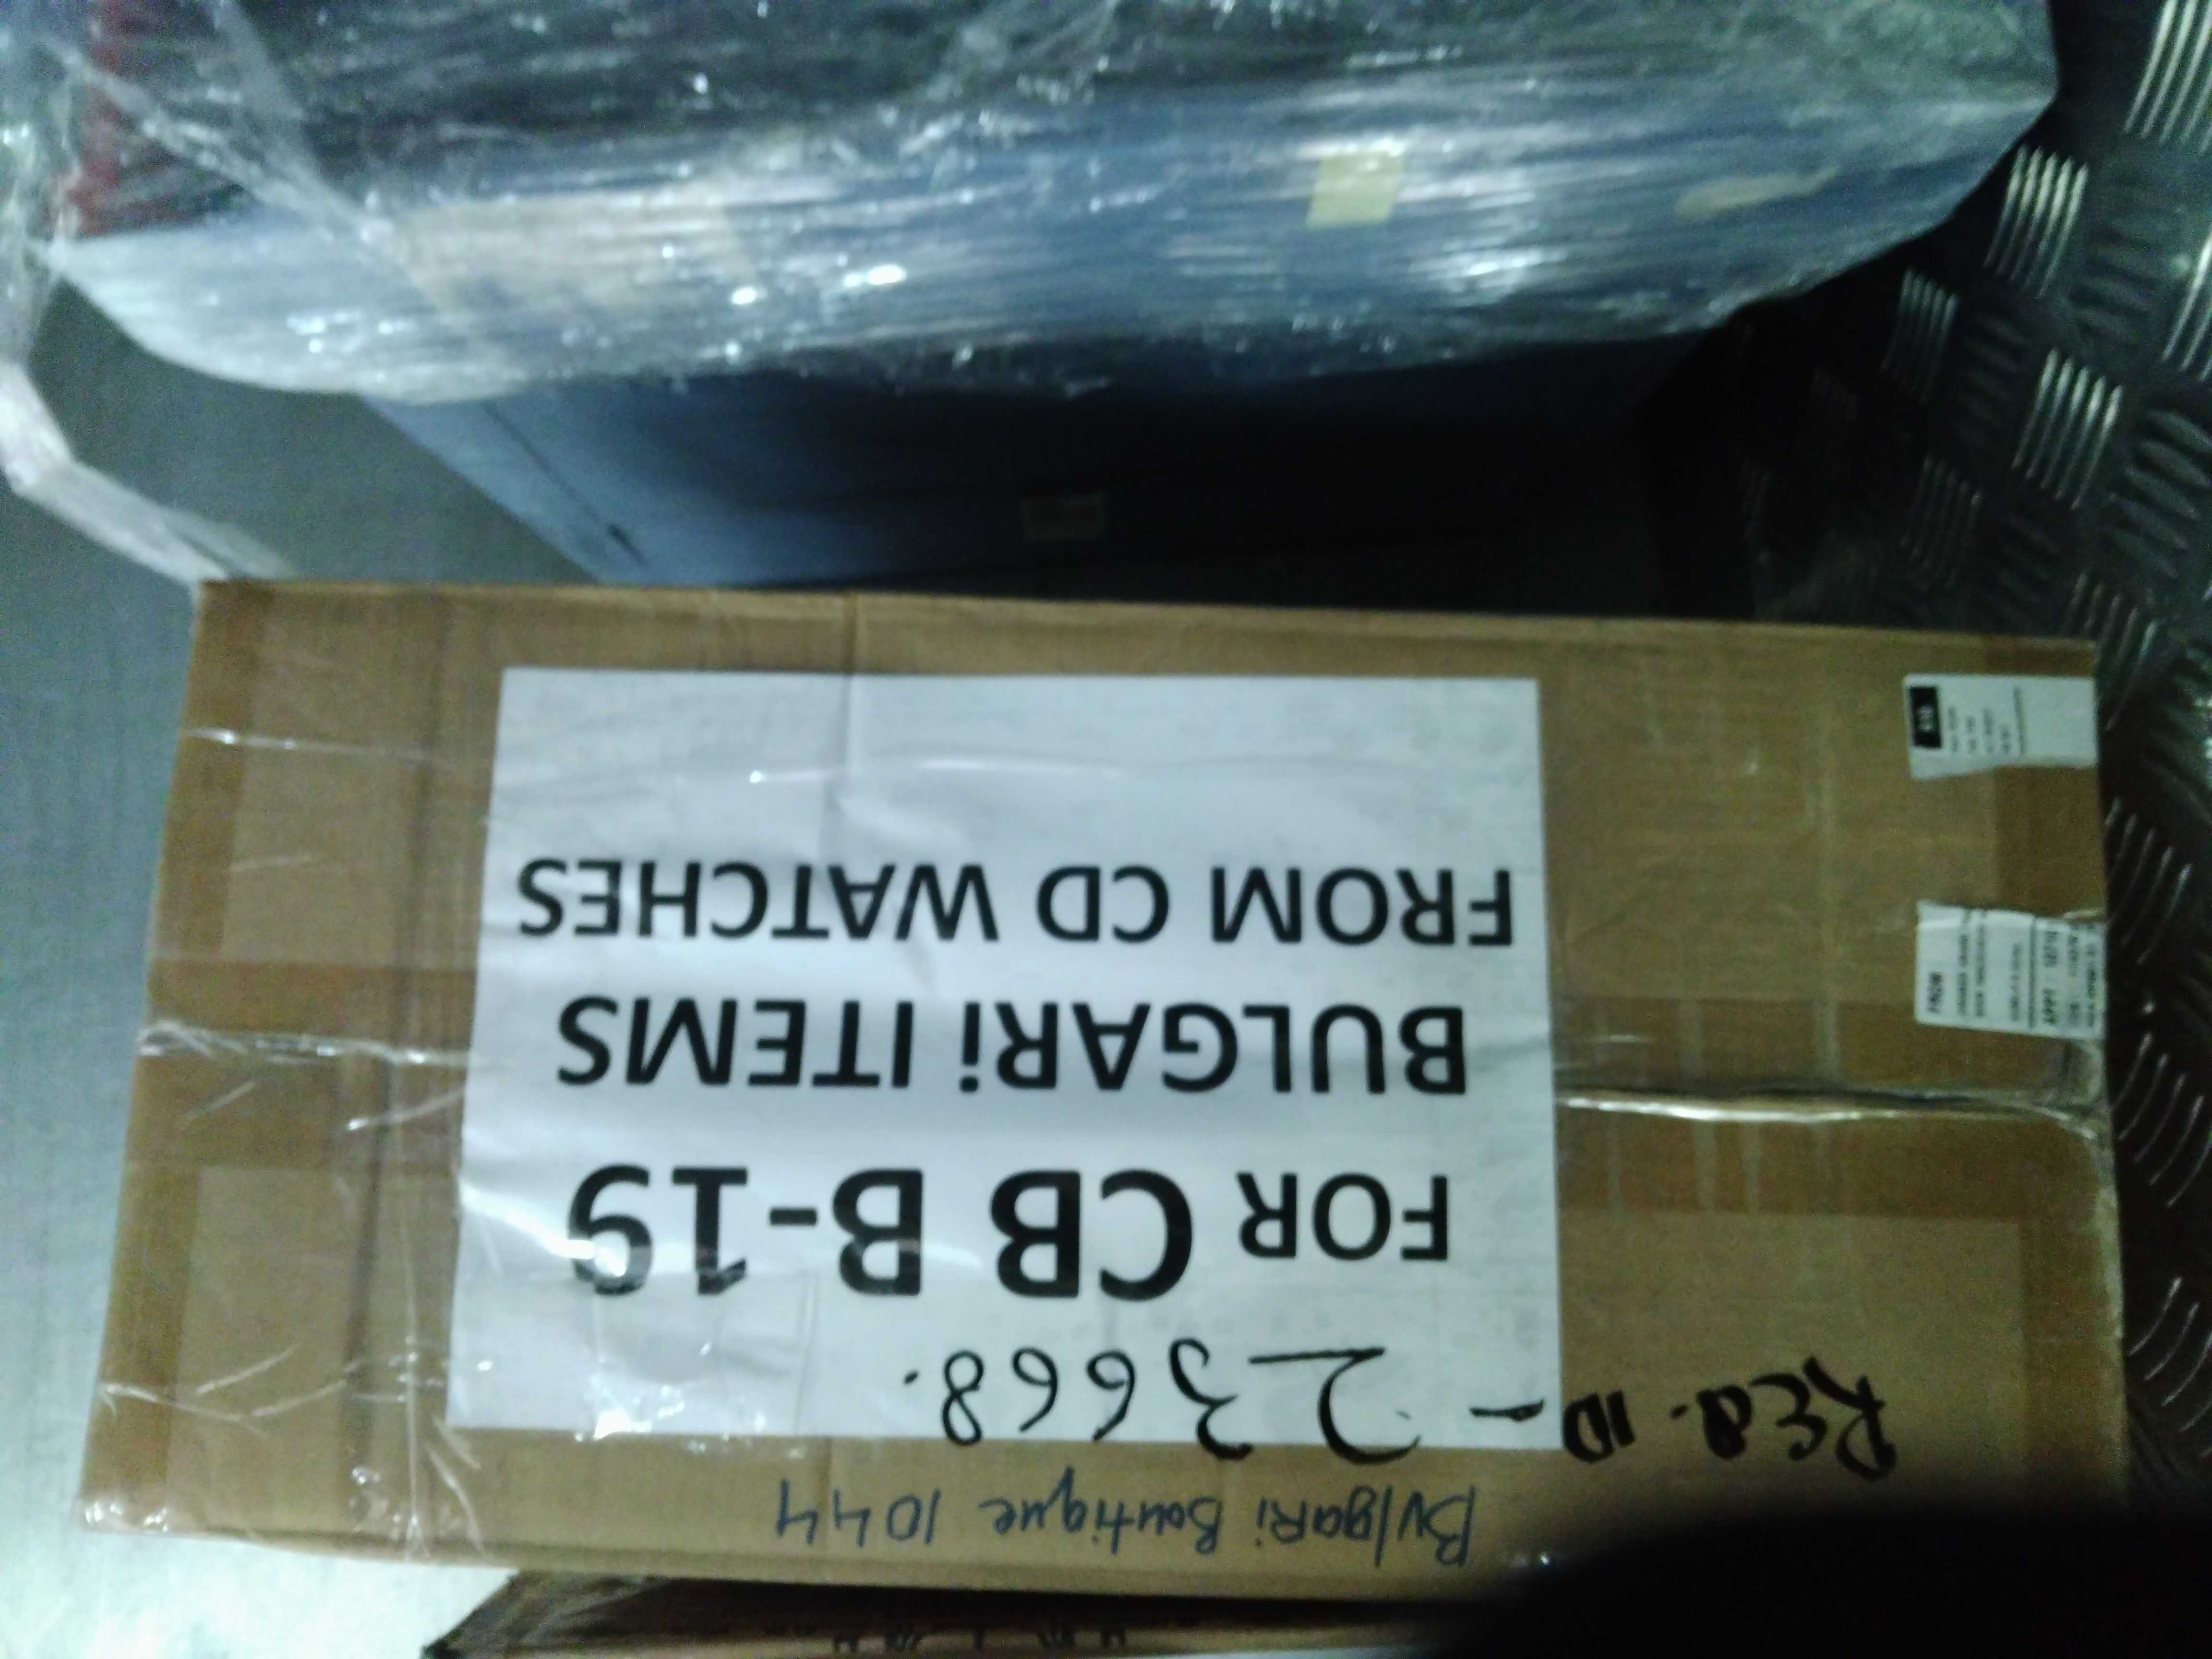 Bvlgari Boutique 1044
REQ. ID - 23668.
FOR CB B-19
BULGARi ITEMS
FROM CD WATCHES